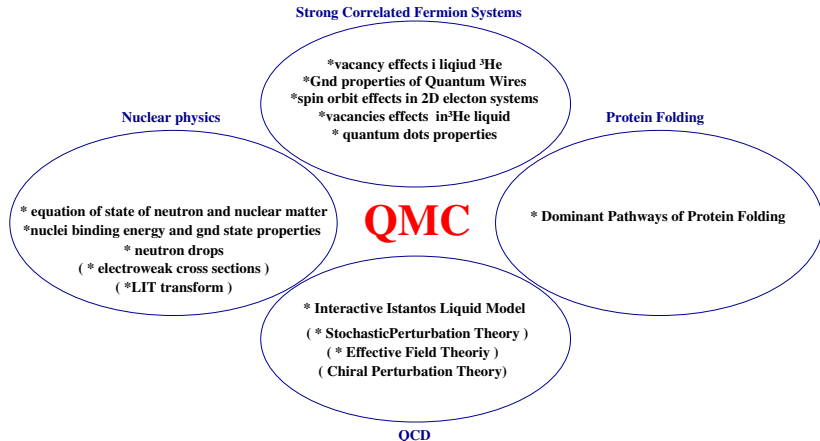 Strong Correlated Fermion Systems
*vacancy effects i liqiud ³He
*Gnd properties of Quantum Wires
*spin orbit effects in 2D electon systems
*vacancies effects in³He liquid
* quantum dots properties
Nuclear physics
* equation of state of neutron and nuclear matter
*nuclei binding energy and gnd state properties
* neutron drops
( * electroweak cross sections )
( *LIT transform )
QMC
Protein Folding
* Dominant Pathways of Protein Folding
* Interactive Istantos Liquid Model
( * StochasticPerturbation Theory )
( * Effective Field Theoriy )
( Chiral Perturbation Theory)
QCD